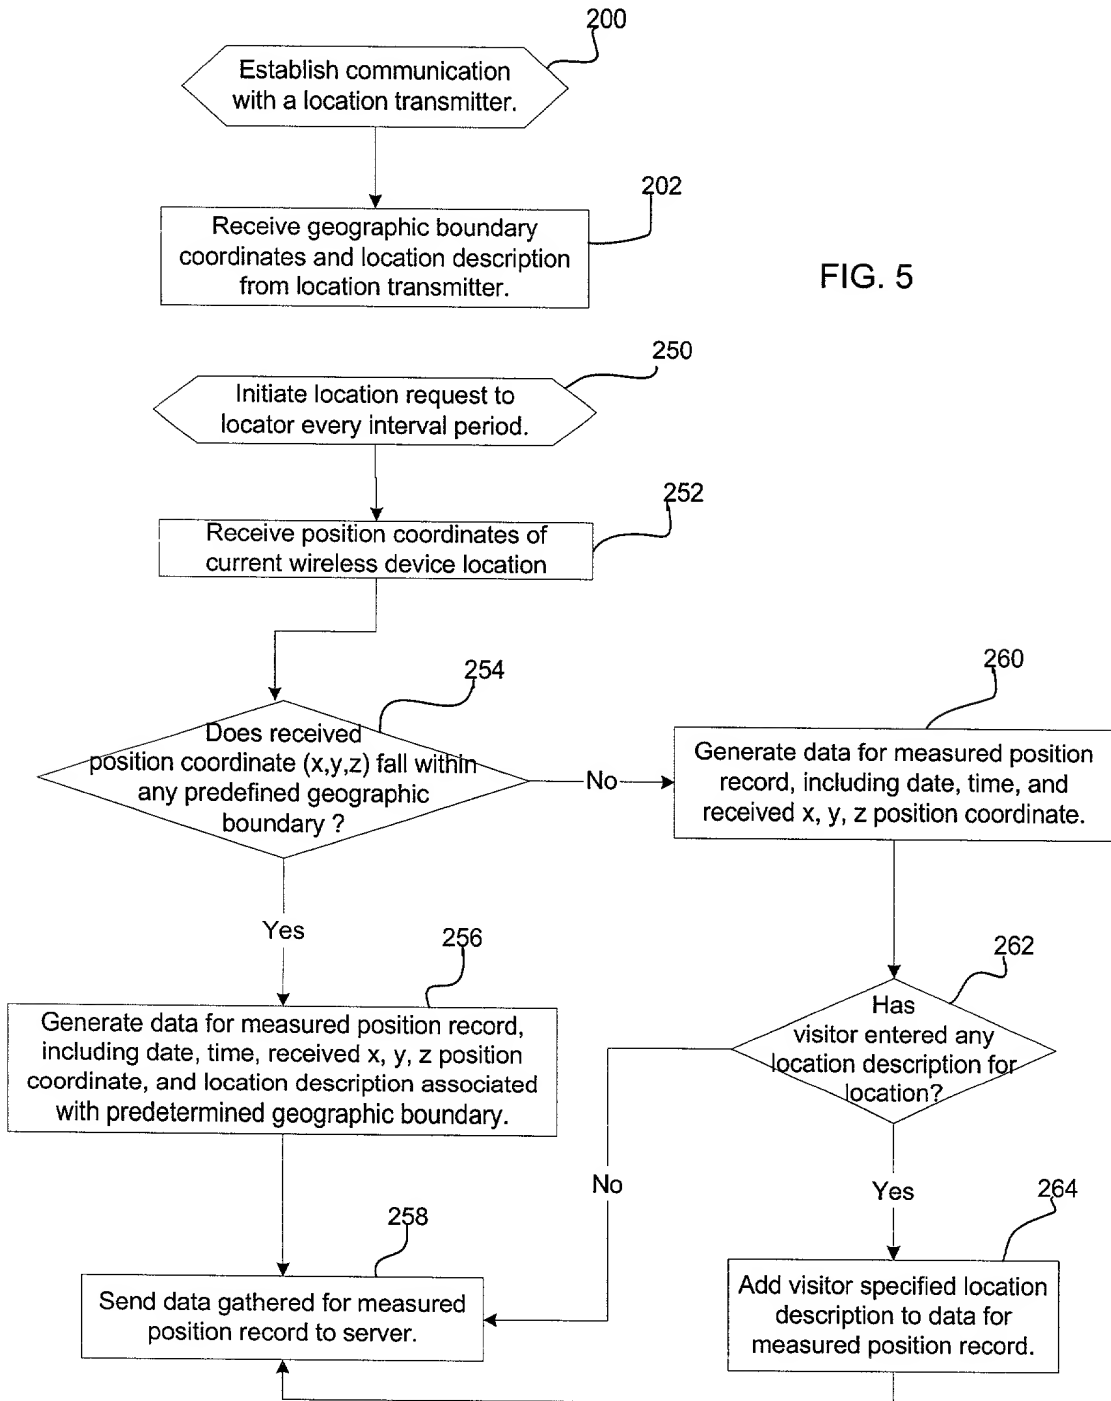 200
Establish communication
with a location transmitter.
202
Receive geographic boundary
coordinates and location description
from location transmitter.
FIG. 5
250
Initiate location request to
locator every interval period.
252
Receive position coordinates of
current wireless device location
254
Does received
position coordinate (x,y,z) fall within
any predefined geographic
boundary ?
No
260
Generate data for measured position
record, including date, time, and
received x, y, z position coordinate.
Yes
256
Generate data for measured position record,
including date, time, received x, y, z position
coordinate, and location description associated
with predetermined geographic boundary.
262
Has
visitor entered any
location description for
location?
No
Yes
258
Send data gathered for measured
position record to server.
264
Add visitor specified location
description to data for
measured position record.